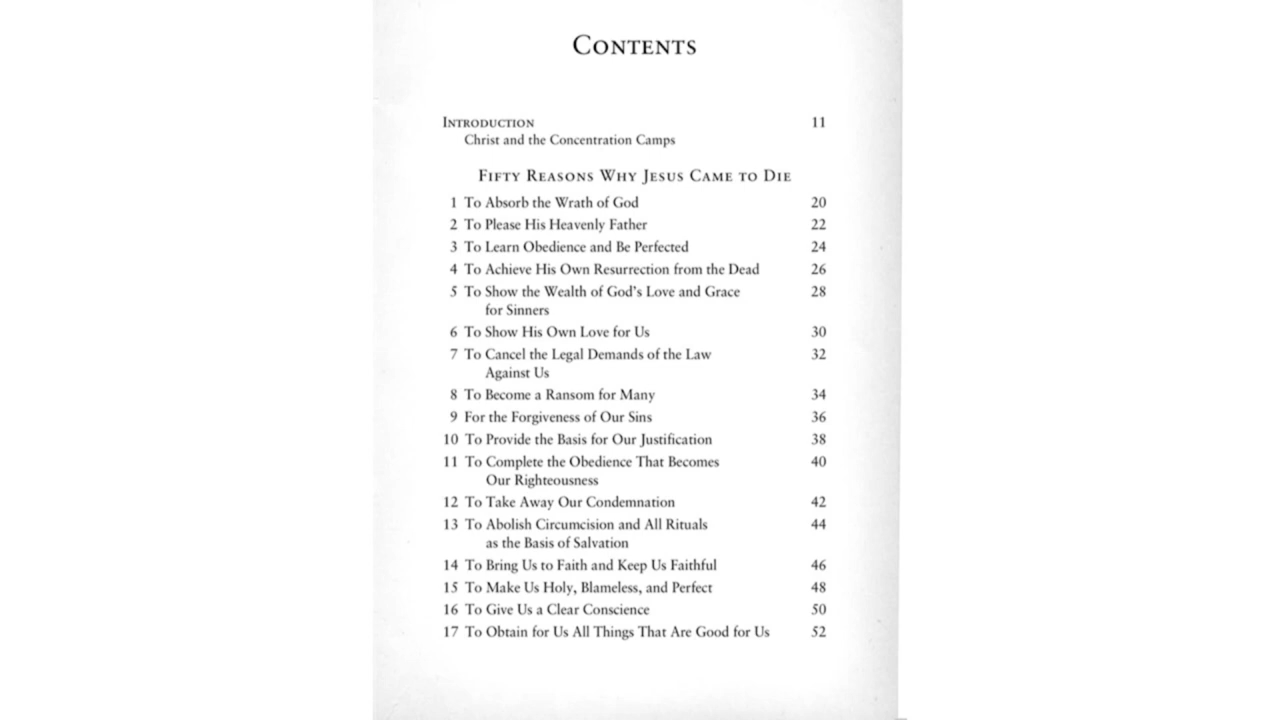 CONTENTS
INTRODUCTION 11
Christ and the Concentration Camps
FIFTY REASONS WHY JESUS CAME TO DIE
1 To Absorb the Wrath of God 20
2 To Please His Heavenly Father 22
3 To Learn Obedience and Be Perfected 24
4 To Achieve His Own Resurrection from the Dead 26
5 To Show the Wealth of God's Love and Grace 28
for Sinners
6 To Show His Own Love for Us 30
7 To Cancel the Legal Demands of the Law 32
Against Us
8 To Become a Ransom for Many 34
9 For the Forgiveness of Our Sins 36
10 To Provide the Basis for Our Justification 38
11 To Complete the Obedience That Becomes 40
Our Righteousness
12 To Take Away Our Condemnation 42
13 To Abolish Circumcision and All Rituals 44
as the Basis of Salvation
14 To Bring Us to Faith and Keep Us Faithful 46
15 To Make Us Holy, Blameless, and Perfect 48
16 To Give Us a Clear Conscience 50
17 To Obtain for Us All Things That Are Good for Us 52